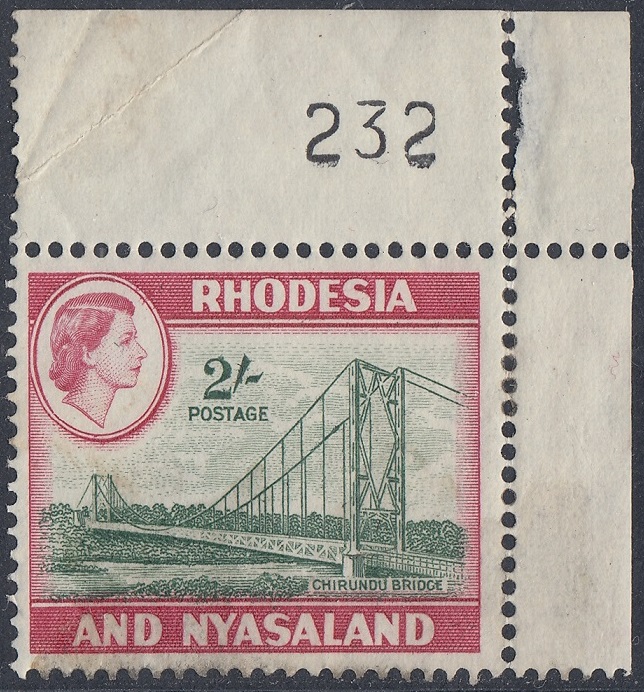 232
RHODESIA
2/-
POSTAGE
CHIRUNDU BRIDGE
AND NYASALAND